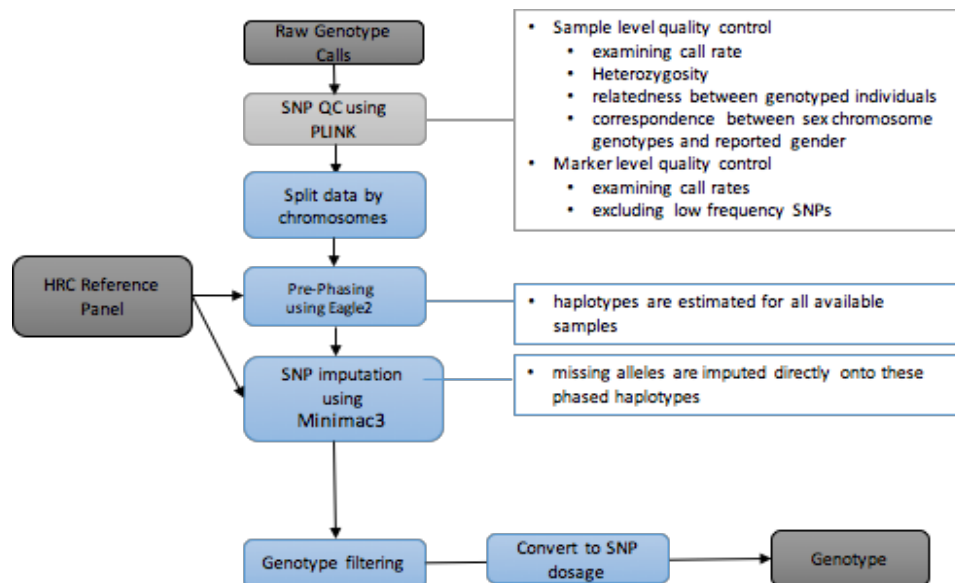 Raw Genotype
Calls
• Sample level quality control
• examining call rate
• Heterozygosity
• relatedness between genotyped individuals
• correspondence between sex chromosome
genotypes and reported gender
• Marker level quality control
• examining call rates
• excluding low frequency SNPs
SNP QC using
PLINK
Split data by
chromosomes
HRC Reference
Panel
Pre-Phasing
using Eagle2
• haplotypes are estimated for all available
samples
SNP imputation
using
Minimac3
• missing alleles are imputed directly onto these
phased haplotypes
Genotype filtering
Convert to SNP
dosage
Genotype